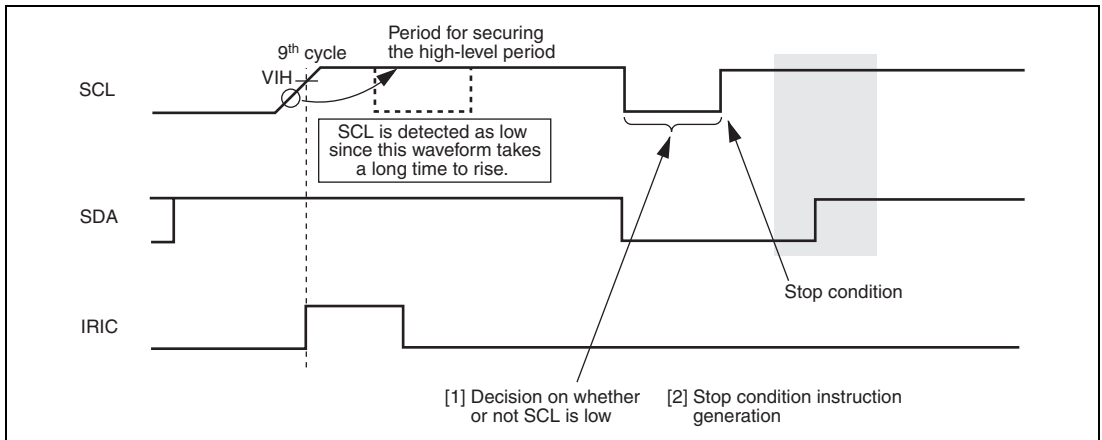 9th cycle
Period for securing
the high-level period
VIH
SCL
SCL is detected as low
since this waveform takes
a long time to rise.
SDA
Stop condition
IRIC
[1] Decision on whether
or not SCL is low
[2] Stop condition instruction
generation